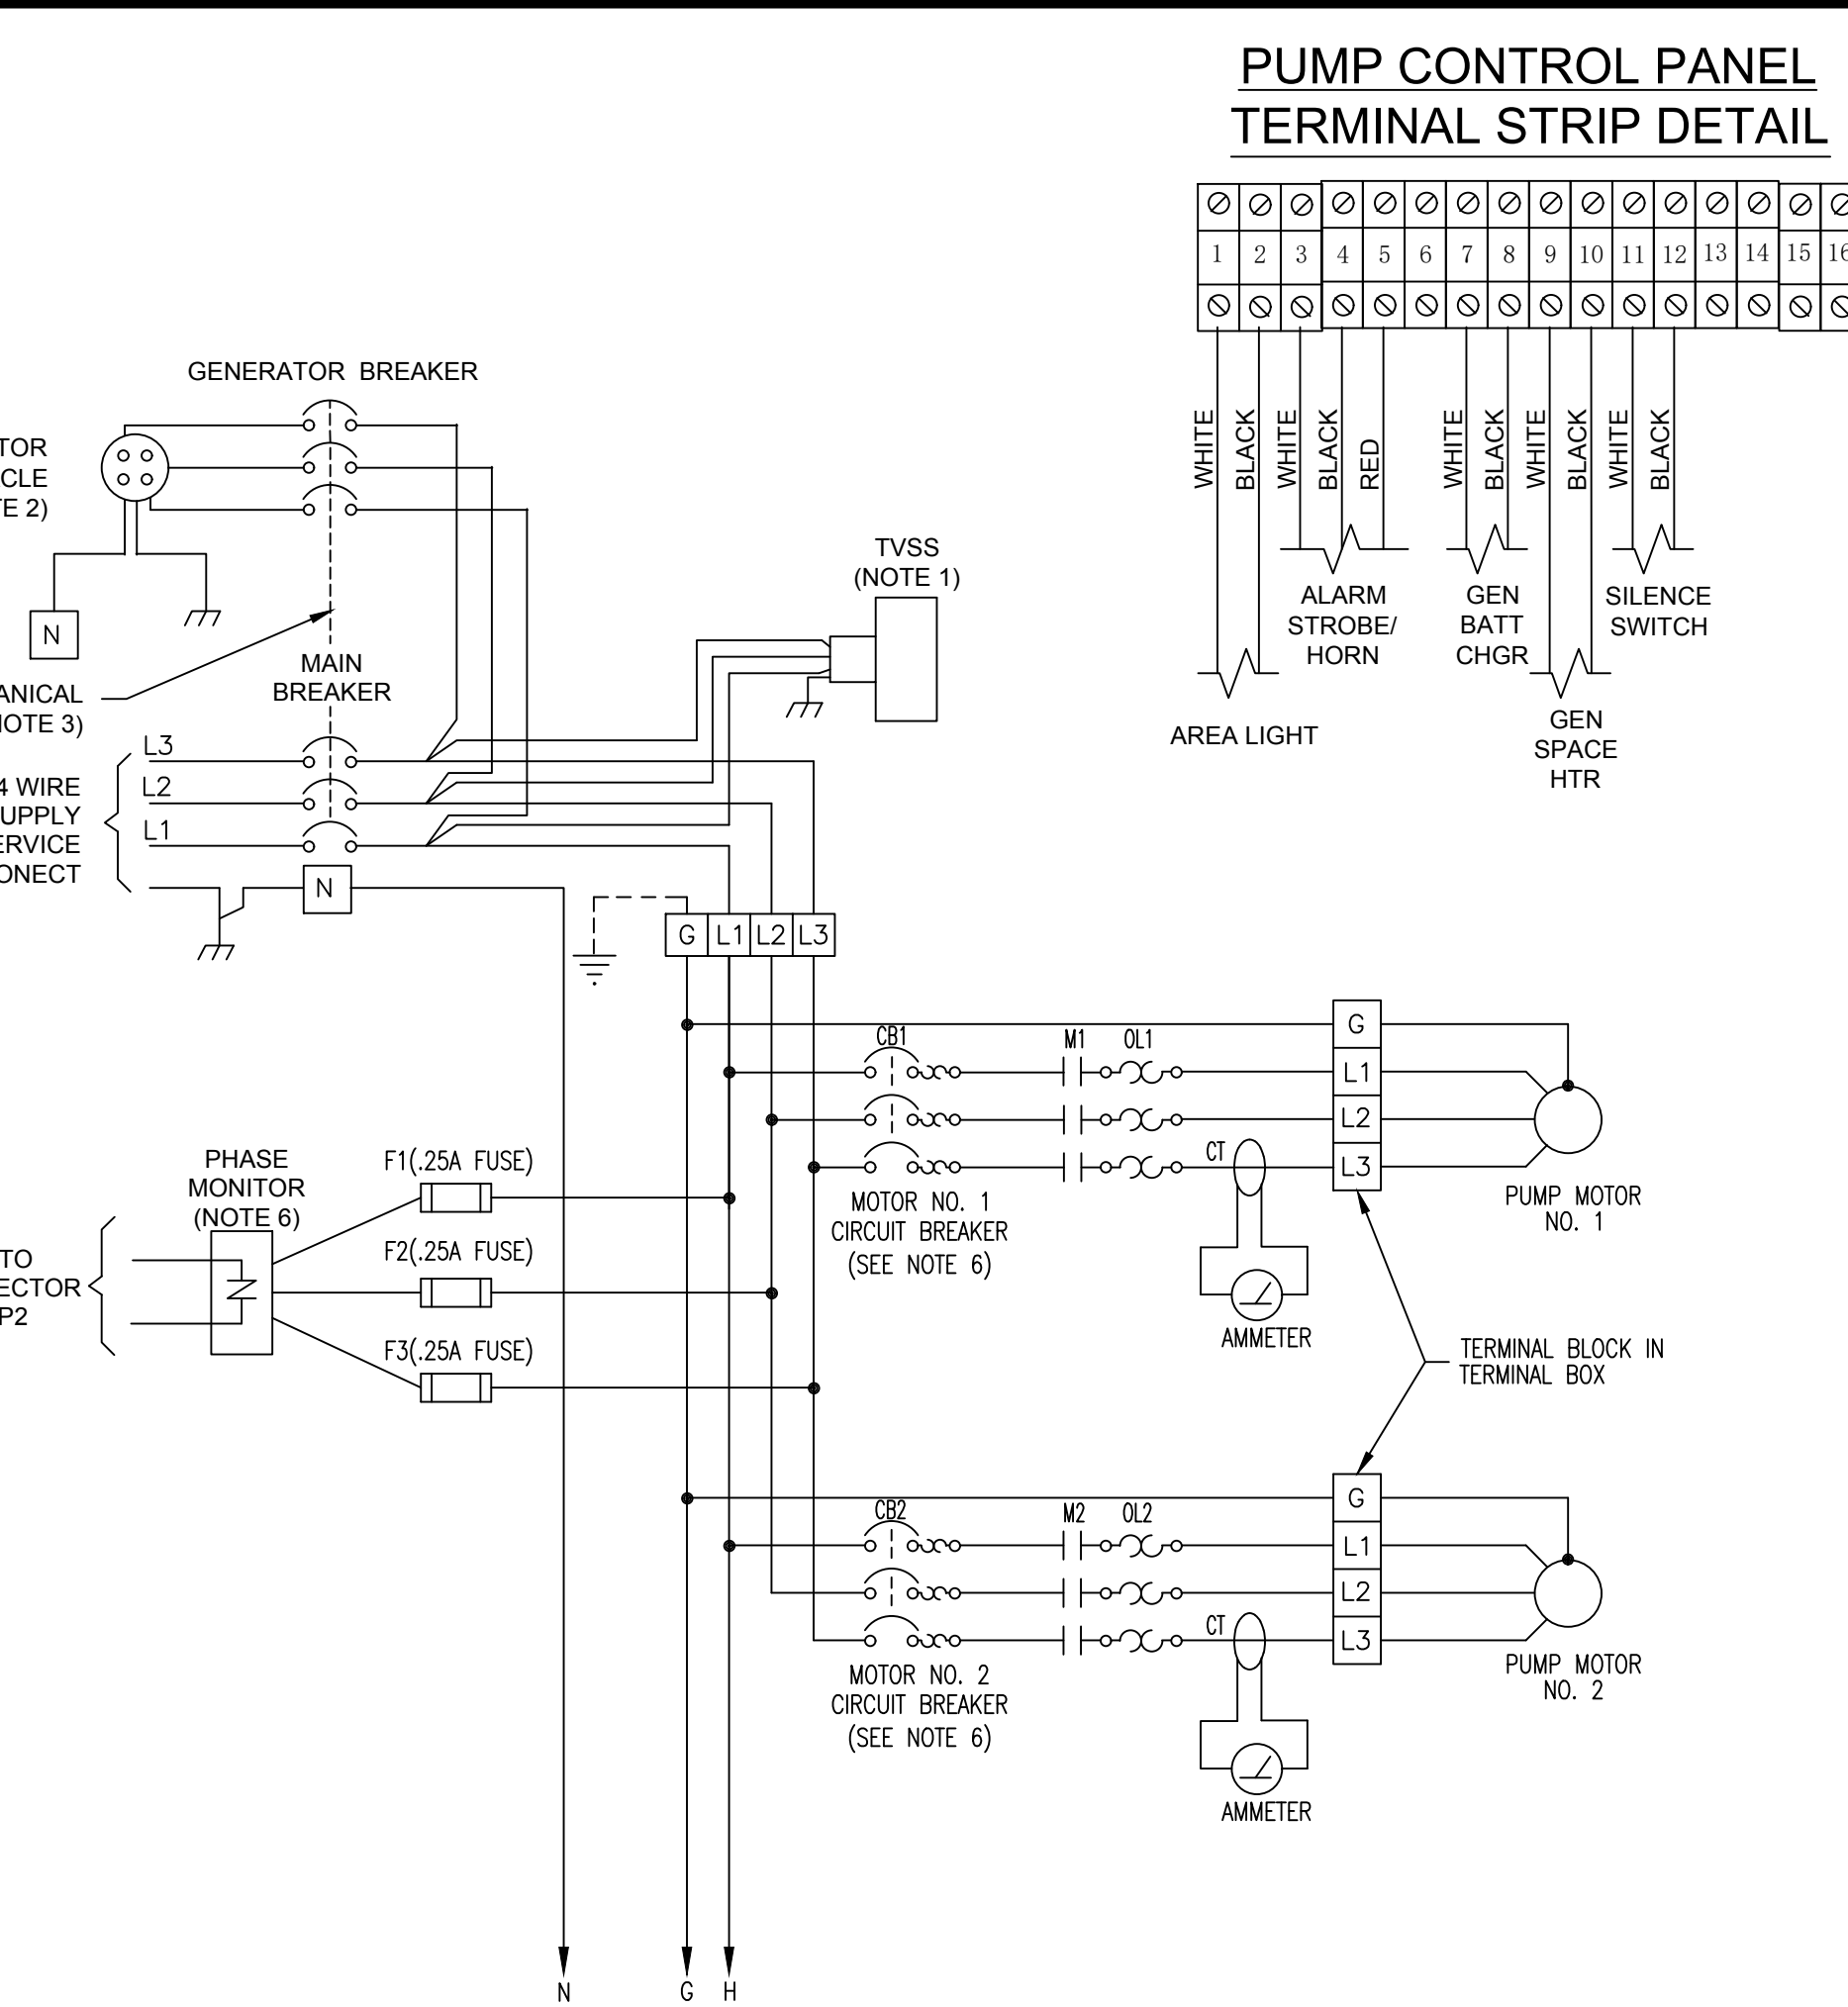 PUMP CONTROL PANEL
TERMINAL STRIP DETAIL
1 2 3 4 5 6 7 8 9 10 11 12 13 14 15 16
WHITE
BLACK
WHITE
BLACK
RED
WHITE
BLACK
WHITE
BLACK
WHITE
BLACK
AREA LIGHT
ALARM
STROBE/
HORN
GEN
BATT
CHGR
GEN
SPACE
HTR
SILENCE
SWITCH
GENERATOR BREAKER
TOR
CLE
TE 2)
N
ANICAL
NOTE 3)
MAIN
BREAKER
TVSS
(NOTE 1)
L3
L2
L1
4 WIRE
UPPLY
ERVICE
ONECT
N
G L1 L2 L3
CB1
M1
OL1
CT
G
L1
L2
L3
PUMP MOTOR
NO. 1
MOTOR NO. 1
CIRCUIT BREAKER
(SEE NOTE 6)
AMMETER
PHASE
MONITOR
(NOTE 6)
F1(.25A FUSE)
F2(.25A FUSE)
F3(.25A FUSE)
TO
ECTOR
P2
TERMINAL BLOCK IN
TERMINAL BOX
CB2
M2
OL2
CT
G
L1
L2
L3
PUMP MOTOR
NO. 2
MOTOR NO. 2
CIRCUIT BREAKER
(SEE NOTE 6)
AMMETER
N G H